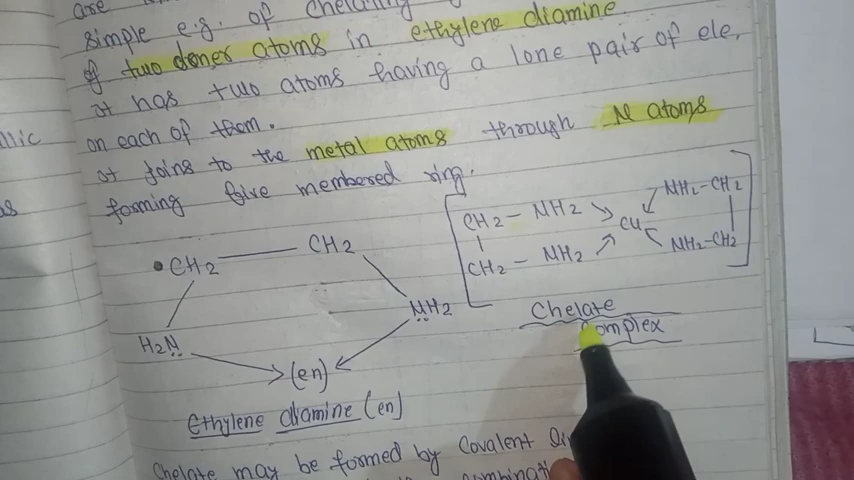 are
simple e.g. of Chelating
of two doner atoms in ethylene diamine
it has two atoms having a lone pair of ele.
on each of them.
it joins to the metal atoms through N atoms
forming five membered ring.
CH2 - NH2 NH2-CH2
Cu
CH2 - NH2 NH2-CH2
CH2 CH2
H2N NH2
(en)
Chelate
Complex
Ethylene diamine (en)
Chelate may be formed by Covalent